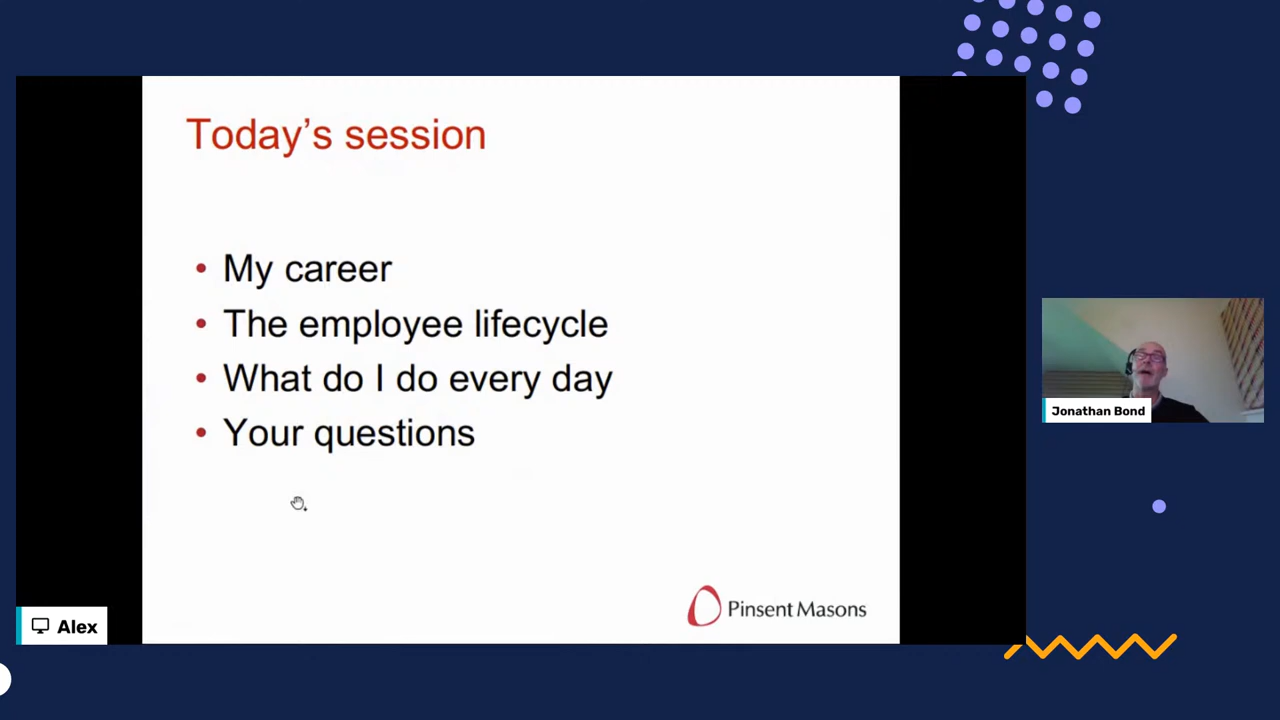 Today's session
• My career
• The employee lifecycle
• What do I do every day
• Your questions
Pinsent Masons
Jonathan Bond
Alex